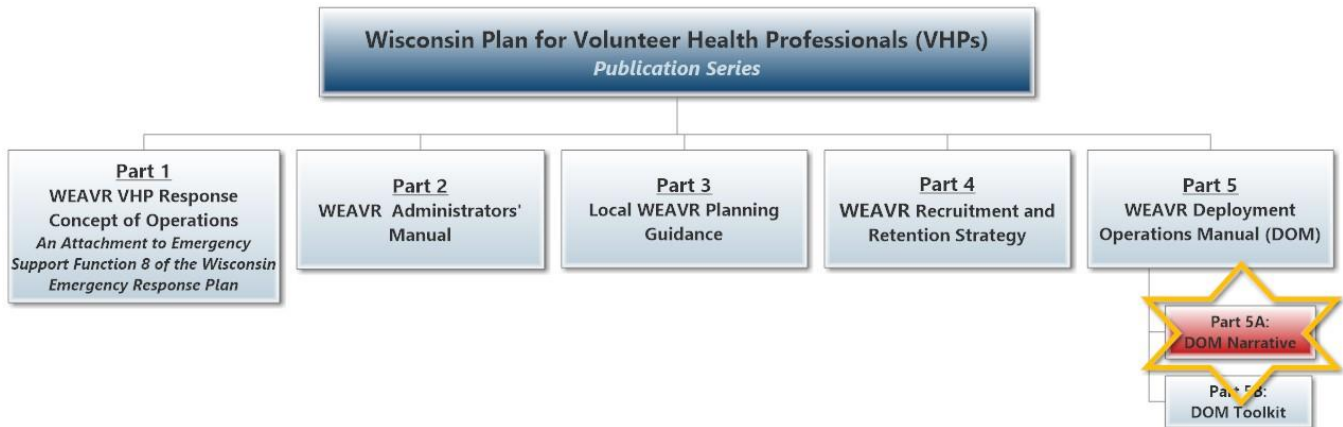 Wisconsin Plan for Volunteer Health Professionals (VHPs)
Publication Series
Part 1
WEAVR VHP Response
Concept of Operations
An Attachment to Emergency
Support Function 8 of the Wisconsin
Emergency Response Plan
Part 2
WEAVR Administrators'
Manual
Part 3
Local WEAVR Planning
Guidance
Part 4
WEAVR Recruitment and
Retention Strategy
Part 5
WEAVR Deployment
Operations Manual (DOM)
Part 5A:
DOM Narrative
Part 5B:
DOM Toolkit